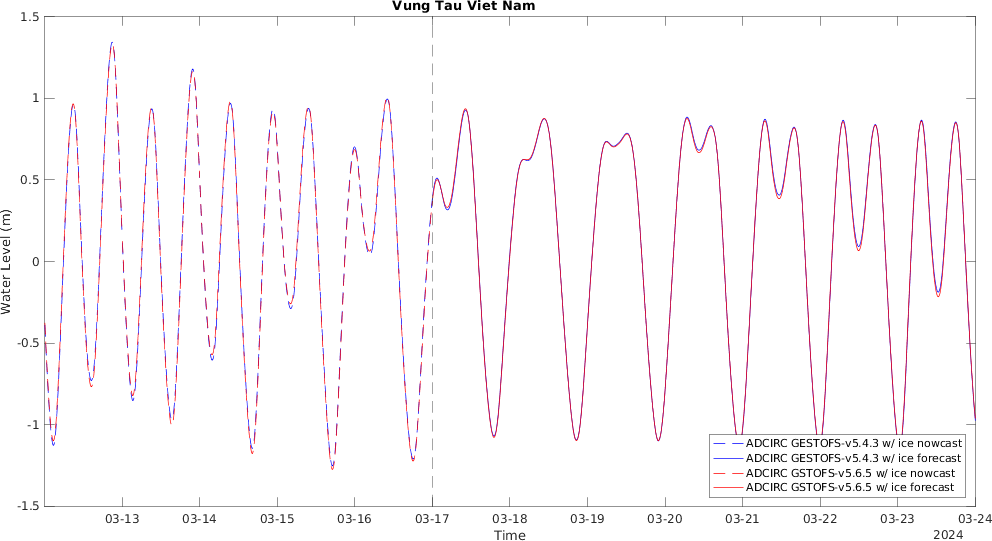 Vung Tau Viet Nam
1.5
1
0.5
0
-0.5
-1
-1.5
Water Level (m)
ADCIRC GESTOFS-v5.4.3 w/ ice nowcast
ADCIRC GESTOFS-v5.4.3 w/ ice forecast
ADCIRC GSTOFS-v5.6.5 w/ ice nowcast
ADCIRC GSTOFS-v5.6.5 w/ ice forecast
03-13 03-14 03-15 03-16 03-17 03-18 03-19 03-20 03-21 03-22 03-23 03-24
Time
2024